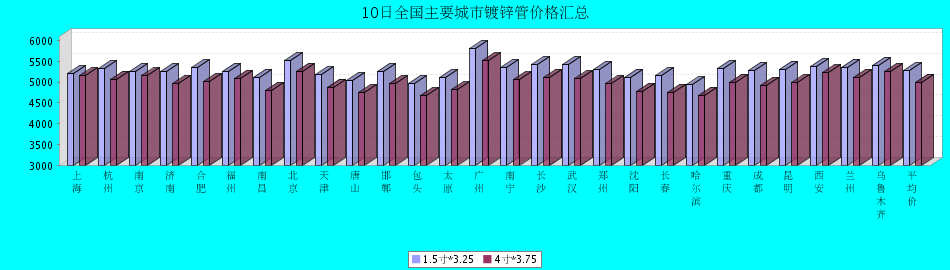 10日全国主要城市镀锌管价格汇总
6000
5500
5000
4500
4000
3500
3000
上海
杭州
南京
济南
合肥
福州
南昌
北京
天津
唐山
邯郸
包头
太原
广州
南宁
长沙
武汉
郑州
沈阳
长春
哈尔滨
重庆
成都
昆明
西安
兰州
乌鲁木齐
平均价
1.5寸*3.25
4寸*3.75